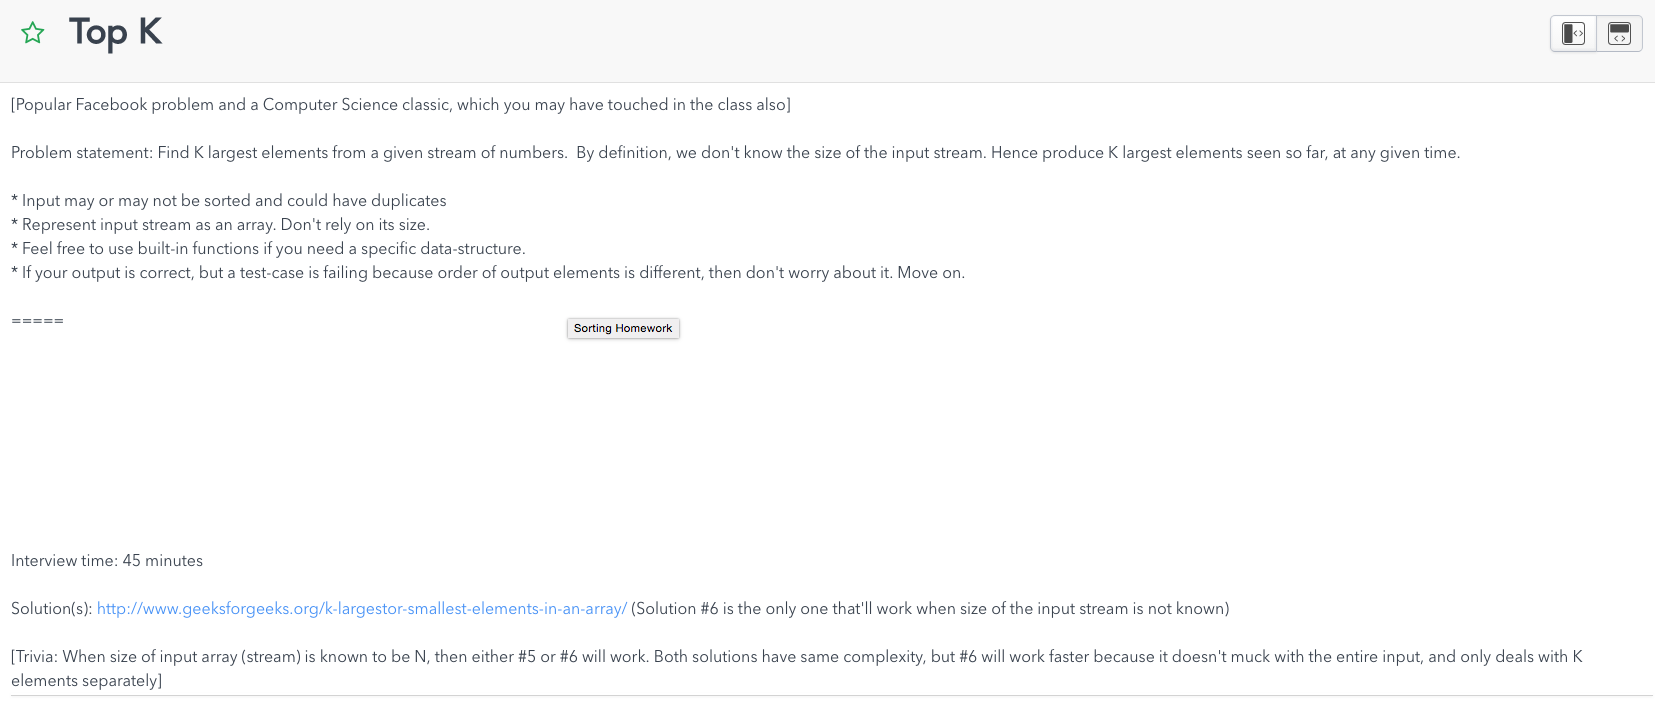 Top K
[Popular Facebook problem and a Computer Science classic, which you may have touched in the class also]
Problem statement: Find K largest elements from a given stream of numbers.  By definition, we don't know the size of the input stream. Hence produce K largest elements seen so far, at any given time.
* Input may or may not be sorted and could have duplicates
* Represent input stream as an array. Don't rely on its size.
* Feel free to use built-in functions if you need a specific data-structure.
* If your output is correct, but a test-case is failing because order of output elements is different, then don't worry about it. Move on.
=====
Sorting Homework
Interview time: 45 minutes
Solution(s): http://www.geeksforgeeks.org/k-largestor-smallest-elements-in-an-array/ (Solution #6 is the only one that'll work when size of the input stream is not known)
[Trivia: When size of input array (stream) is known to be N, then either #5 or #6 will work. Both solutions have same complexity, but #6 will work faster because it doesn't muck with the entire input, and only deals with K
elements separately]